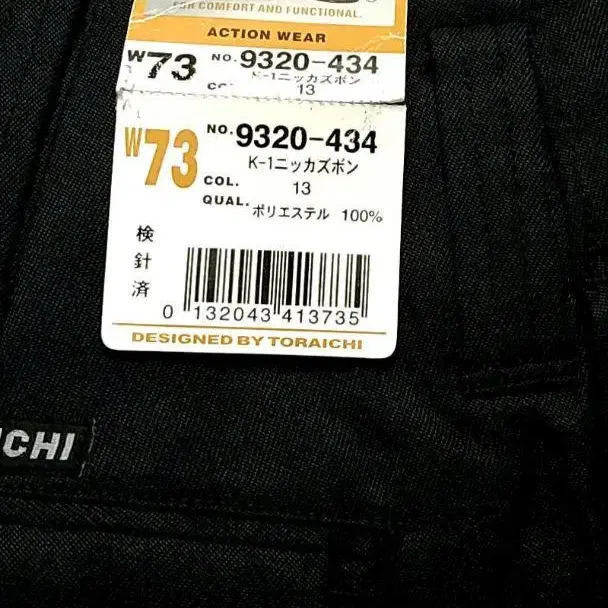 FOR COMFORT AND FUNCTIONAL.
ACTION WEAR
W73 NO.9320-434
K-1ニッカズボン
13
W73 NO.9320-434
K-1ニッカズボン
COL. 13
QUAL. ポリエステル 100%
検針済
0 132043 413735
DESIGNED BY TORAICHI
ICHI